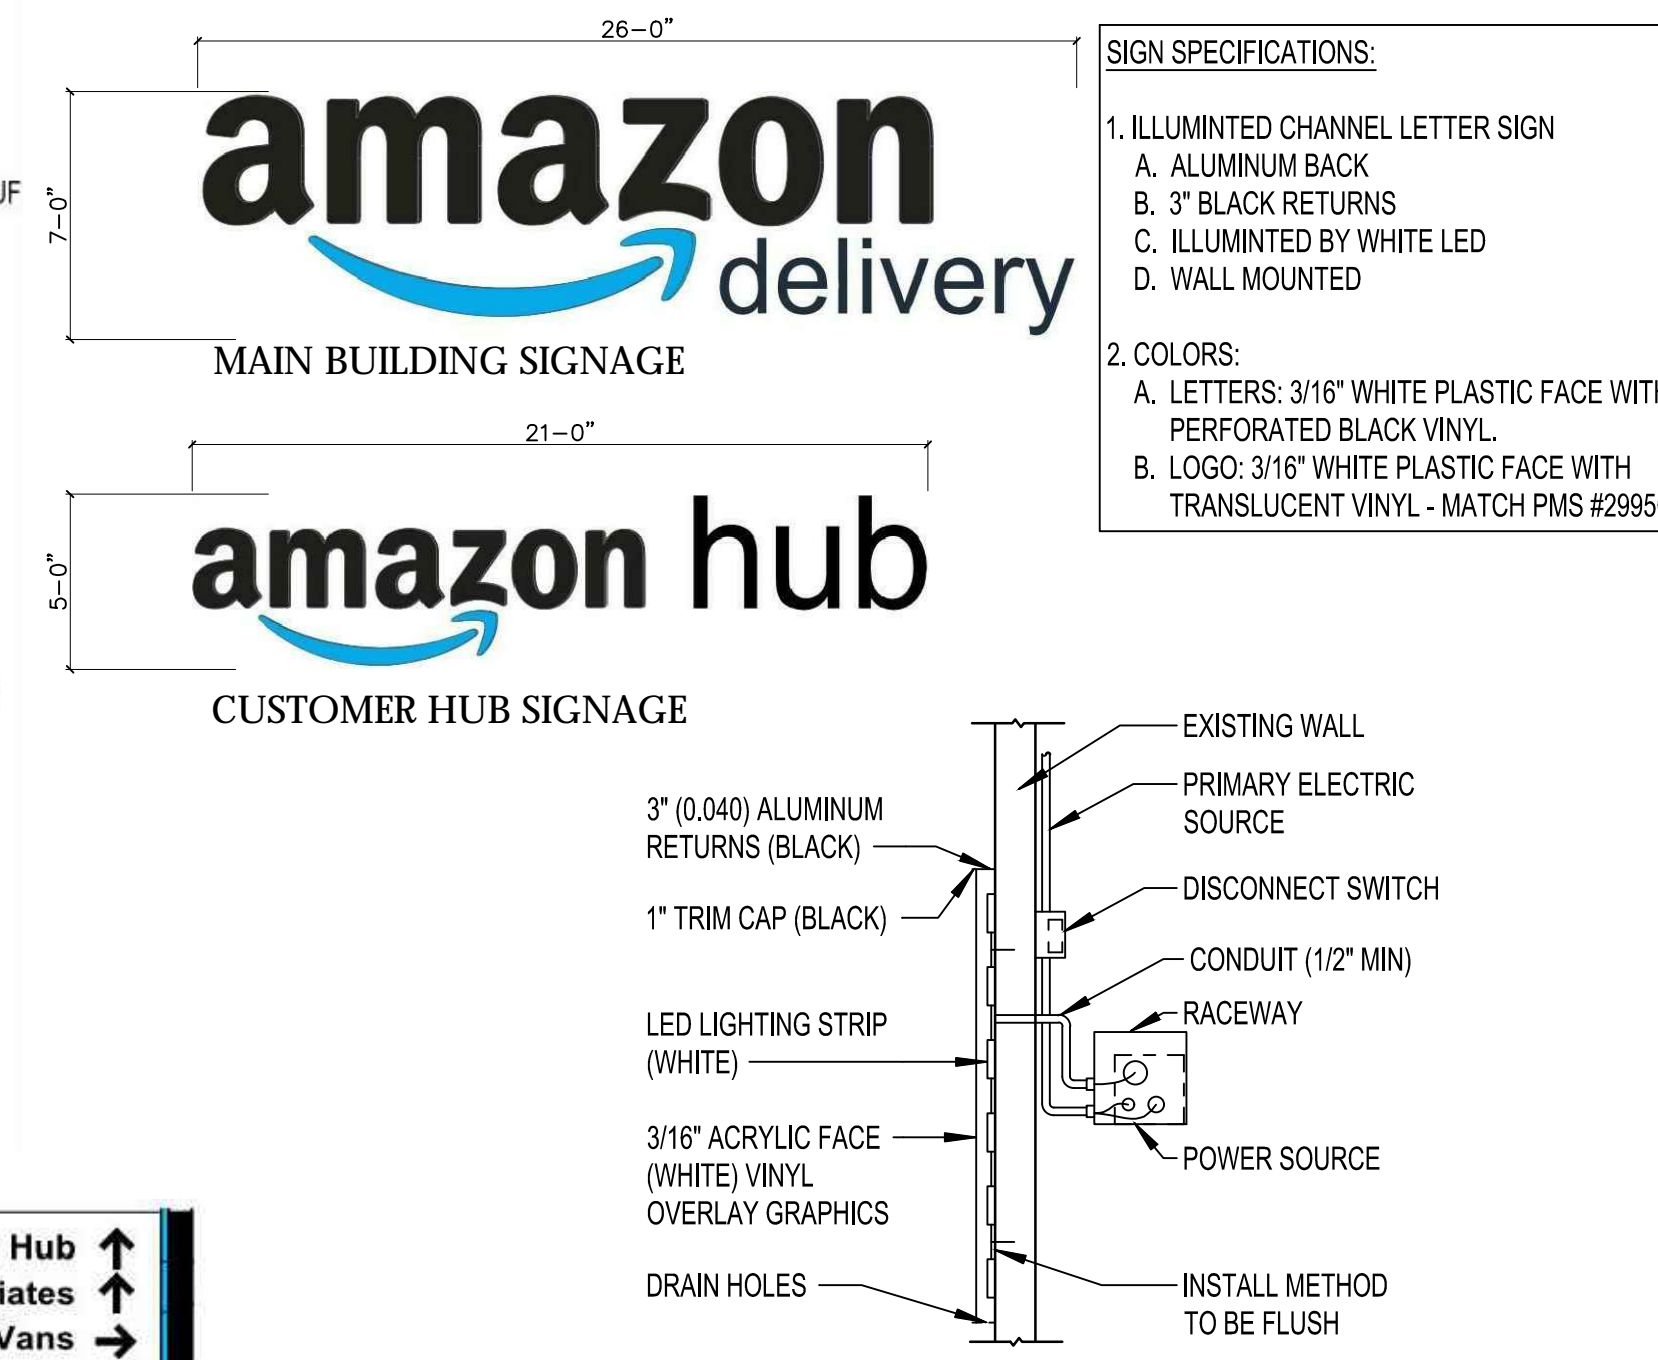 26-0"
amazon
delivery
7-0"
MAIN BUILDING SIGNAGE
21-0"
amazon hub
5-0"
CUSTOMER HUB SIGNAGE
SIGN SPECIFICATIONS:
1. ILLUMINTED CHANNEL LETTER SIGN
A. ALUMINUM BACK
B. 3" BLACK RETURNS
C. ILLUMINTED BY WHITE LED
D. WALL MOUNTED
2. COLORS:
A. LETTERS: 3/16" WHITE PLASTIC FACE WITH
PERFORATED BLACK VINYL.
B. LOGO: 3/16" WHITE PLASTIC FACE WITH
TRANSLUCENT VINYL - MATCH PMS #2995
3" (0.040) ALUMINUM
RETURNS (BLACK)
1" TRIM CAP (BLACK)
LED LIGHTING STRIP
(WHITE)
3/16" ACRYLIC FACE
(WHITE) VINYL
OVERLAY GRAPHICS
DRAIN HOLES
EXISTING WALL
PRIMARY ELECTRIC
SOURCE
DISCONNECT SWITCH
CONDUIT (1/2" MIN)
RACEWAY
POWER SOURCE
INSTALL METHOD
TO BE FLUSH
Hub ↑
iates ↑
Vans →